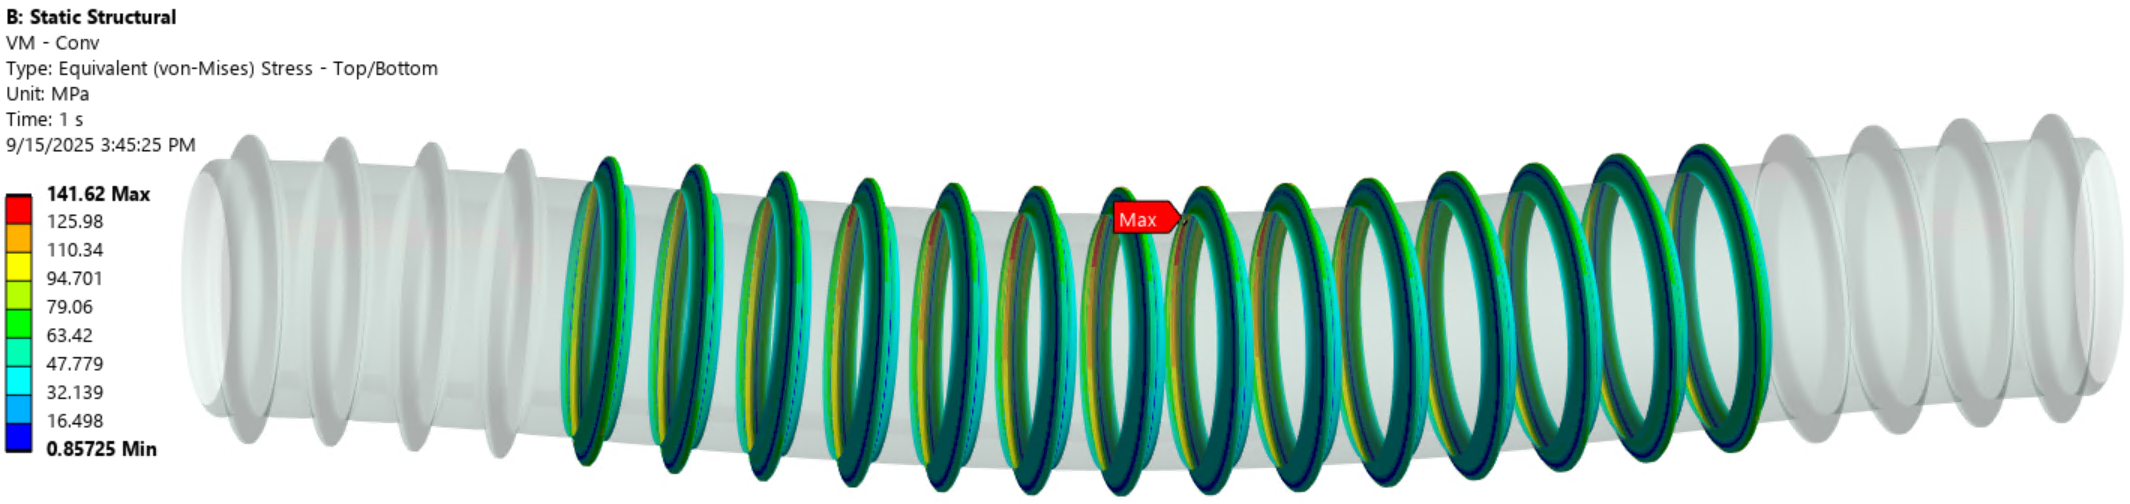 B: Static Structural
VM - Conv
Type: Equivalent (von-Mises) Stress - Top/Bottom
Unit: MPa
Time: 1 s
9/15/2025 3:45:25 PM
141.62 Max
125.98
110.34
94.701
79.06
63.42
47.779
32.139
16.498
0.85725 Min
Max